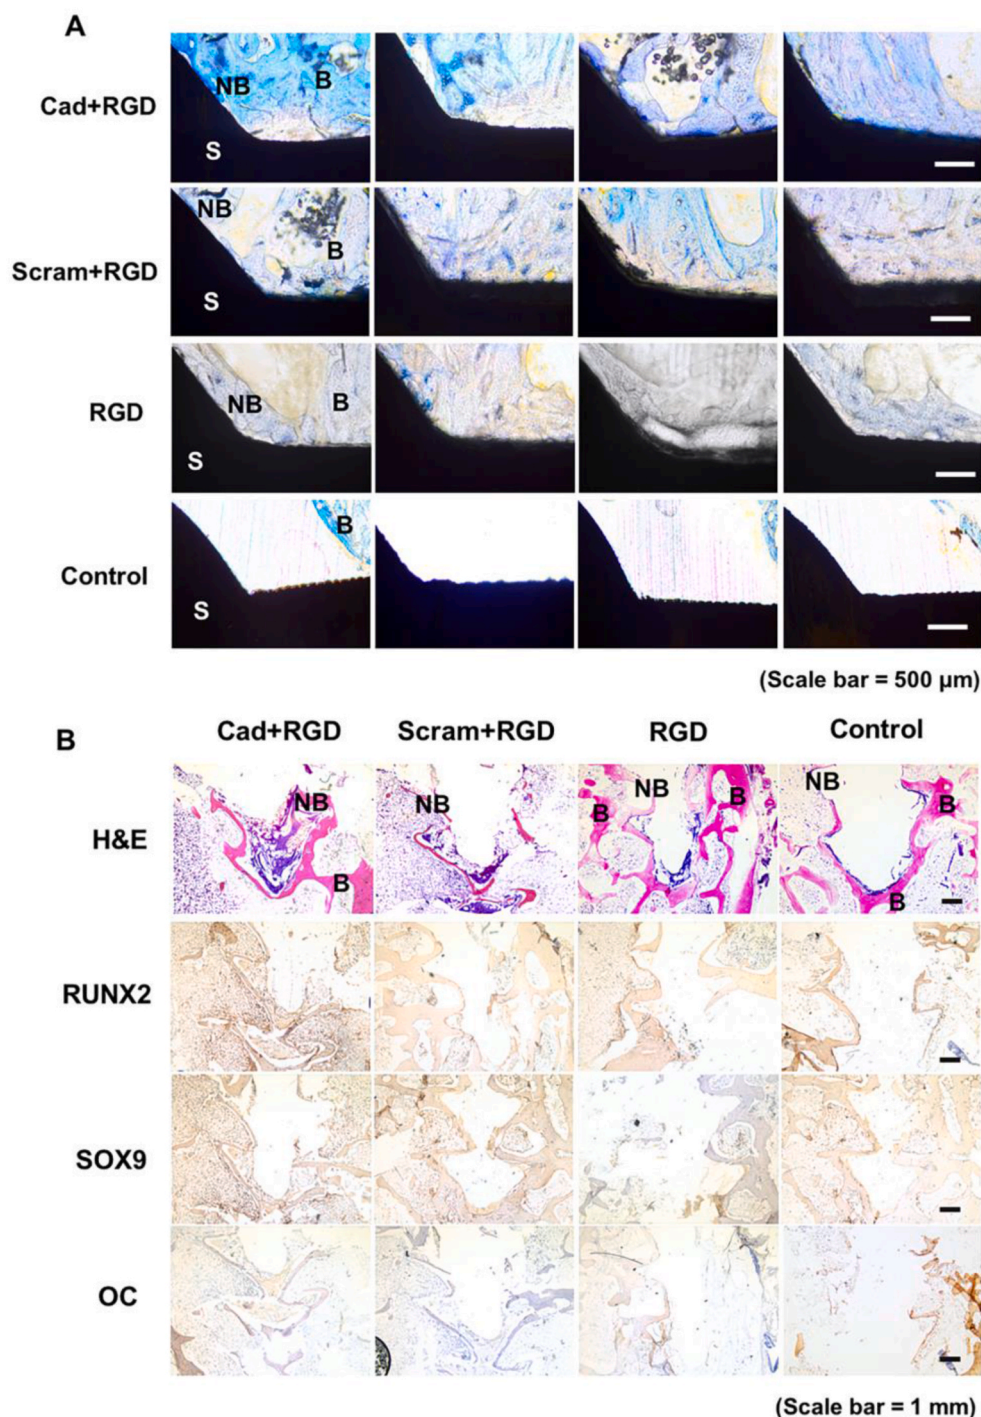 A
Cad+RGD
NB
B
S
Scram+RGD
NB
B
S
RGD
NB
B
S
Control
B
S
(Scale bar = 500 µm)
B
Cad+RGD Scram+RGD RGD Control
H&E
NB
B
NB
NB
B
B
NB
B
B
RUNX2
SOX9
OC
(Scale bar = 1 mm)